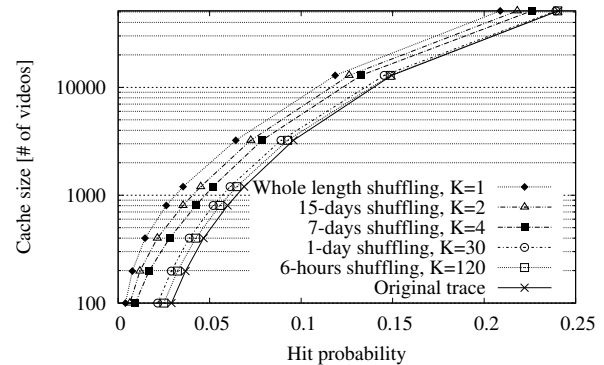 Cache size [# of videos]
10000
1000
100
Whole length shuffling, K=1
15-days shuffling, K=2
7-days shuffling, K=4
1-day shuffling, K=30
6-hours shuffling, K=120
Original trace
0 0.05 0.1 0.15 0.2 0.25
Hit probability